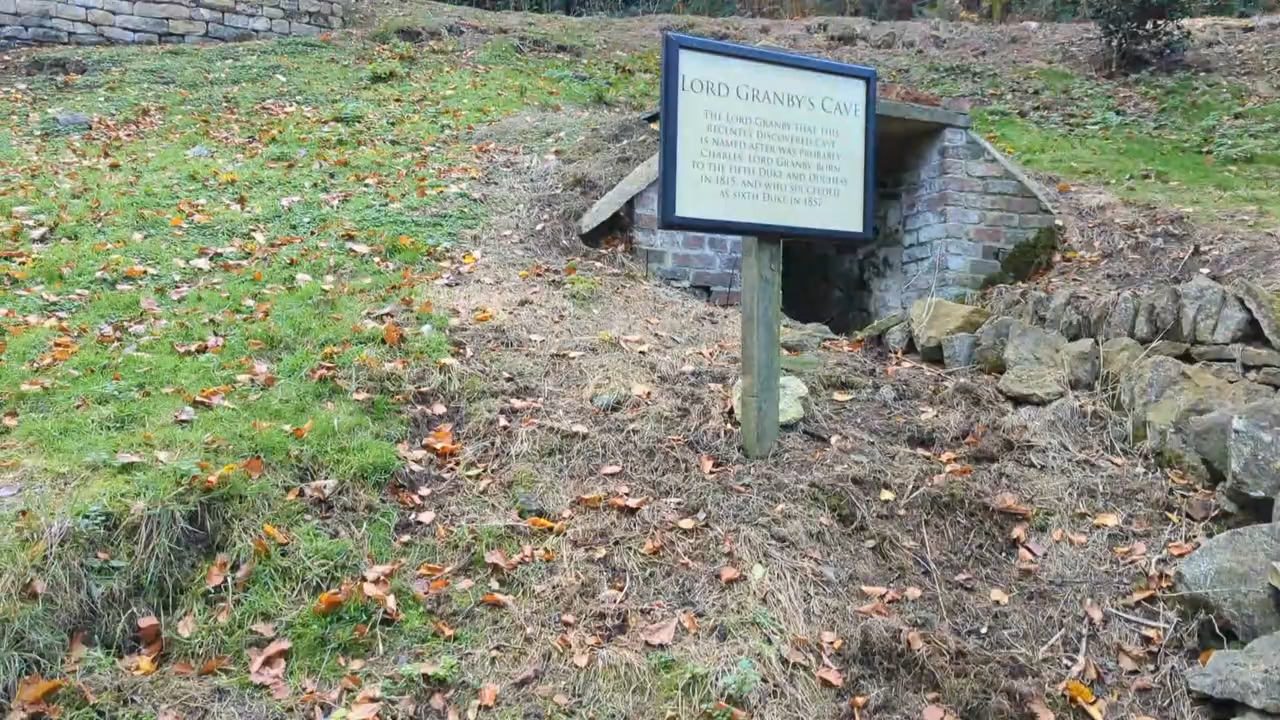 LORD GRANBY'S CAVE
THE LORD GRANBY THAT THIS
RECENTLY DISCOVERED CAVE
IS NAMED AFTER WAS PROBABLY
CHARLES, LORD GRANBY, BORN
TO THE FIFTH DUKE AND DUCHESS
IN 1815, AND WHO SUCCEEDED
AS SIXTH DUKE IN 1857